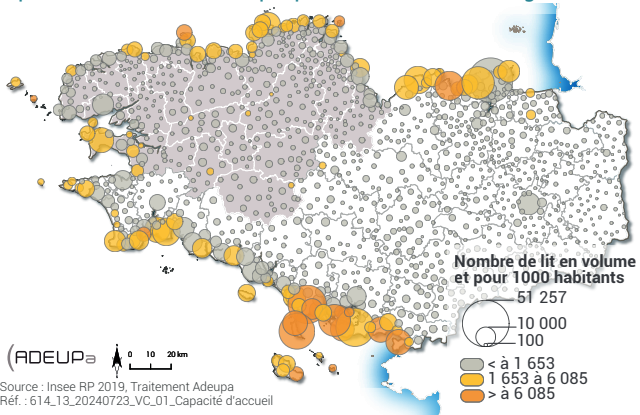 Nombre de lit en volume
et pour 1000 habitants
51 257
10 000
100
< à 1 653
1 653 à 6 085
> à 6 085
ADEUPa
0 10 20 km
Source : Insee RP 2019, Traitement Adeupa
Réf. : 614_13_20240723_VC_01_Capacité d'accueil